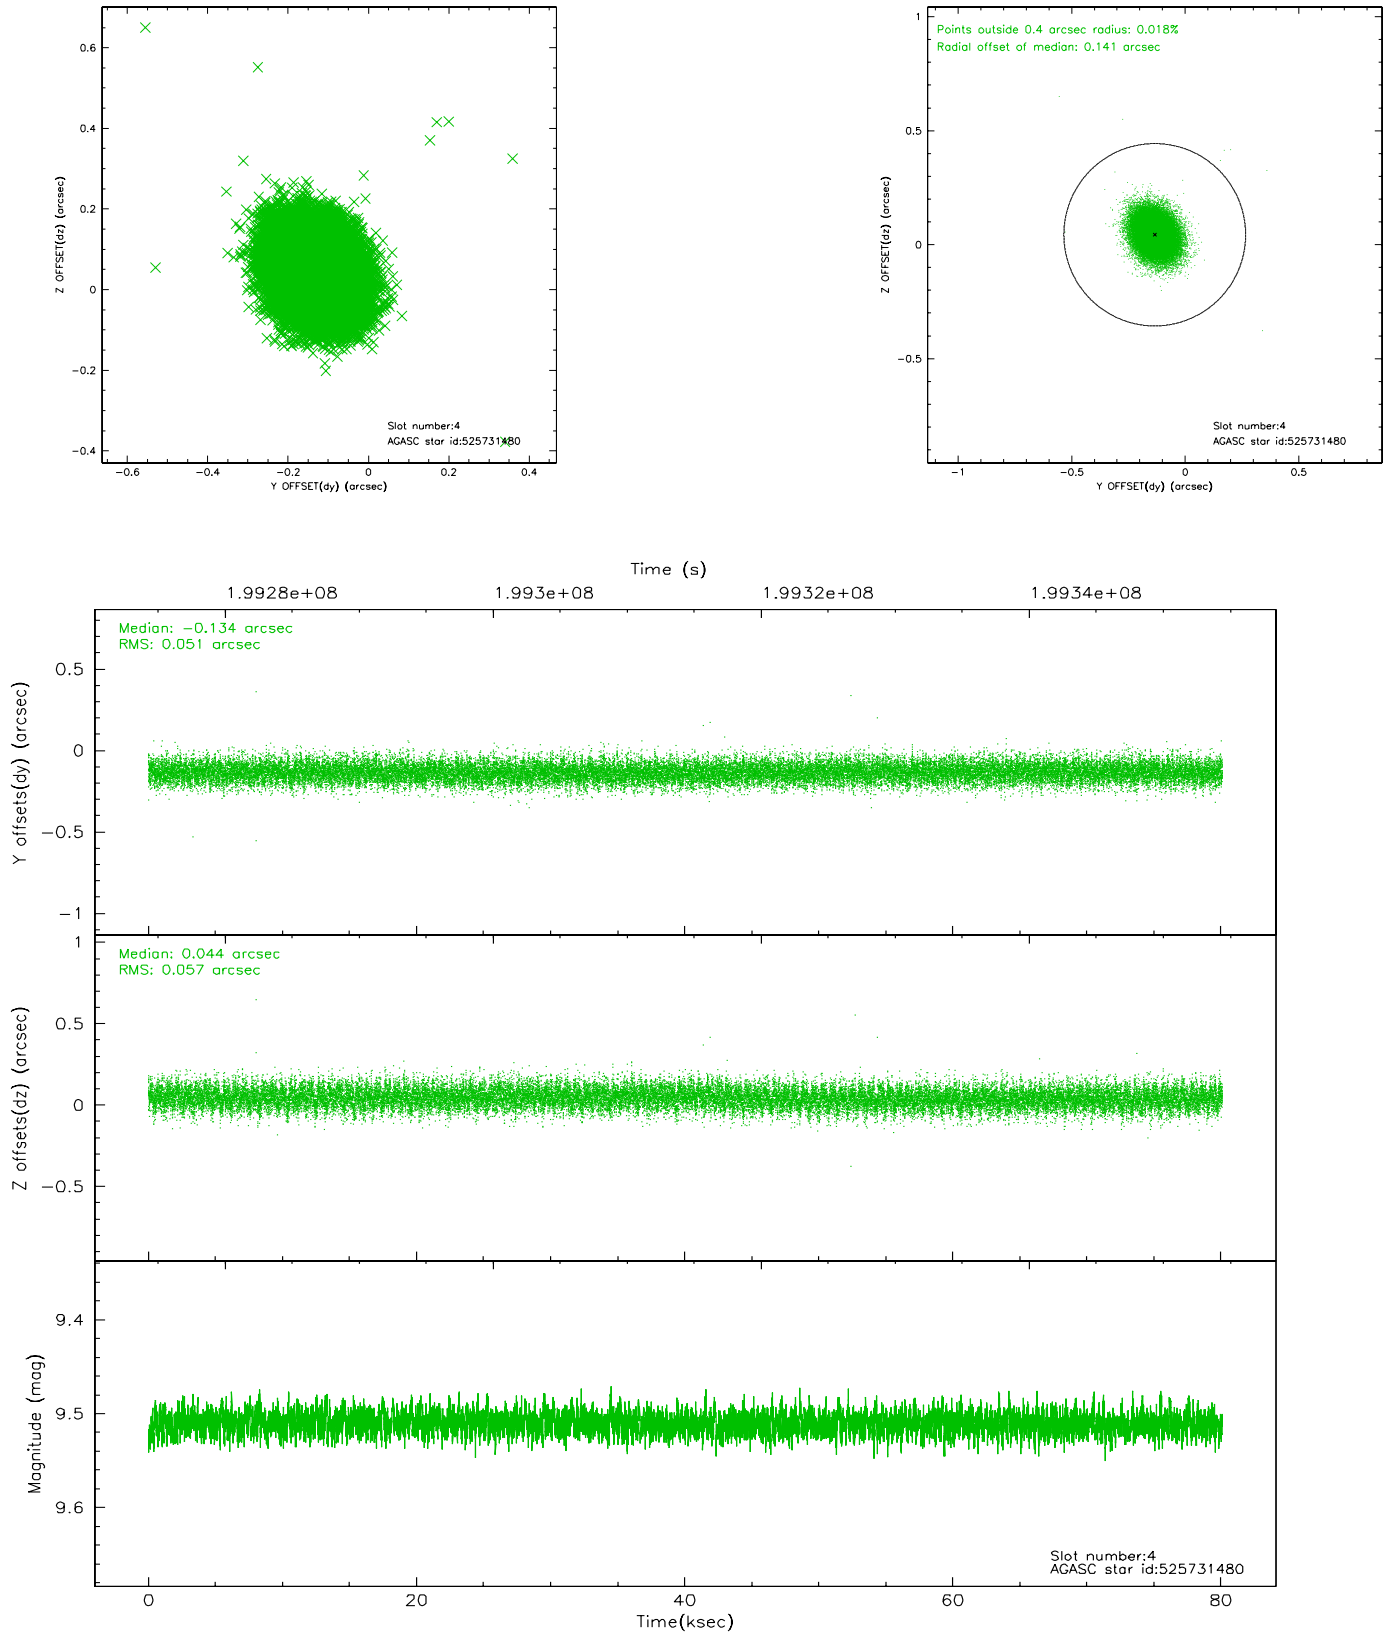 0.6
0.4
0.2
0
−0.2
−0.4
Z OFFSET(dz) (arcsec)
−0.6
−0.4
−0.2
0
0.2
0.4
Y OFFSET(dy) (arcsec)
Slot number:4
AGASC star id:525731480
Points outside 0.4 arcsec radius: 0.018%
Radial offset of median: 0.141 arcsec
1
0.5
0
−0.5
Z OFFSET(dz) (arcsec)
−1
−0.5
0
0.5
Y OFFSET(dy) (arcsec)
Slot number:4
AGASC star id:525731480
Time (s)
1.9928e+08
1.993e+08
1.9932e+08
1.9934e+08
Median: −0.134 arcsec
RMS: 0.051 arcsec
0.5
0
−0.5
−1
Y offsets(dy) (arcsec)
Median: 0.044 arcsec
RMS: 0.057 arcsec
1
0.5
0
−0.5
Z offsets(dz) (arcsec)
9.4
9.5
9.6
Magnitude (mag)
Slot number:4
AGASC star id:525731480
0
20
40
60
80
Time(ksec)